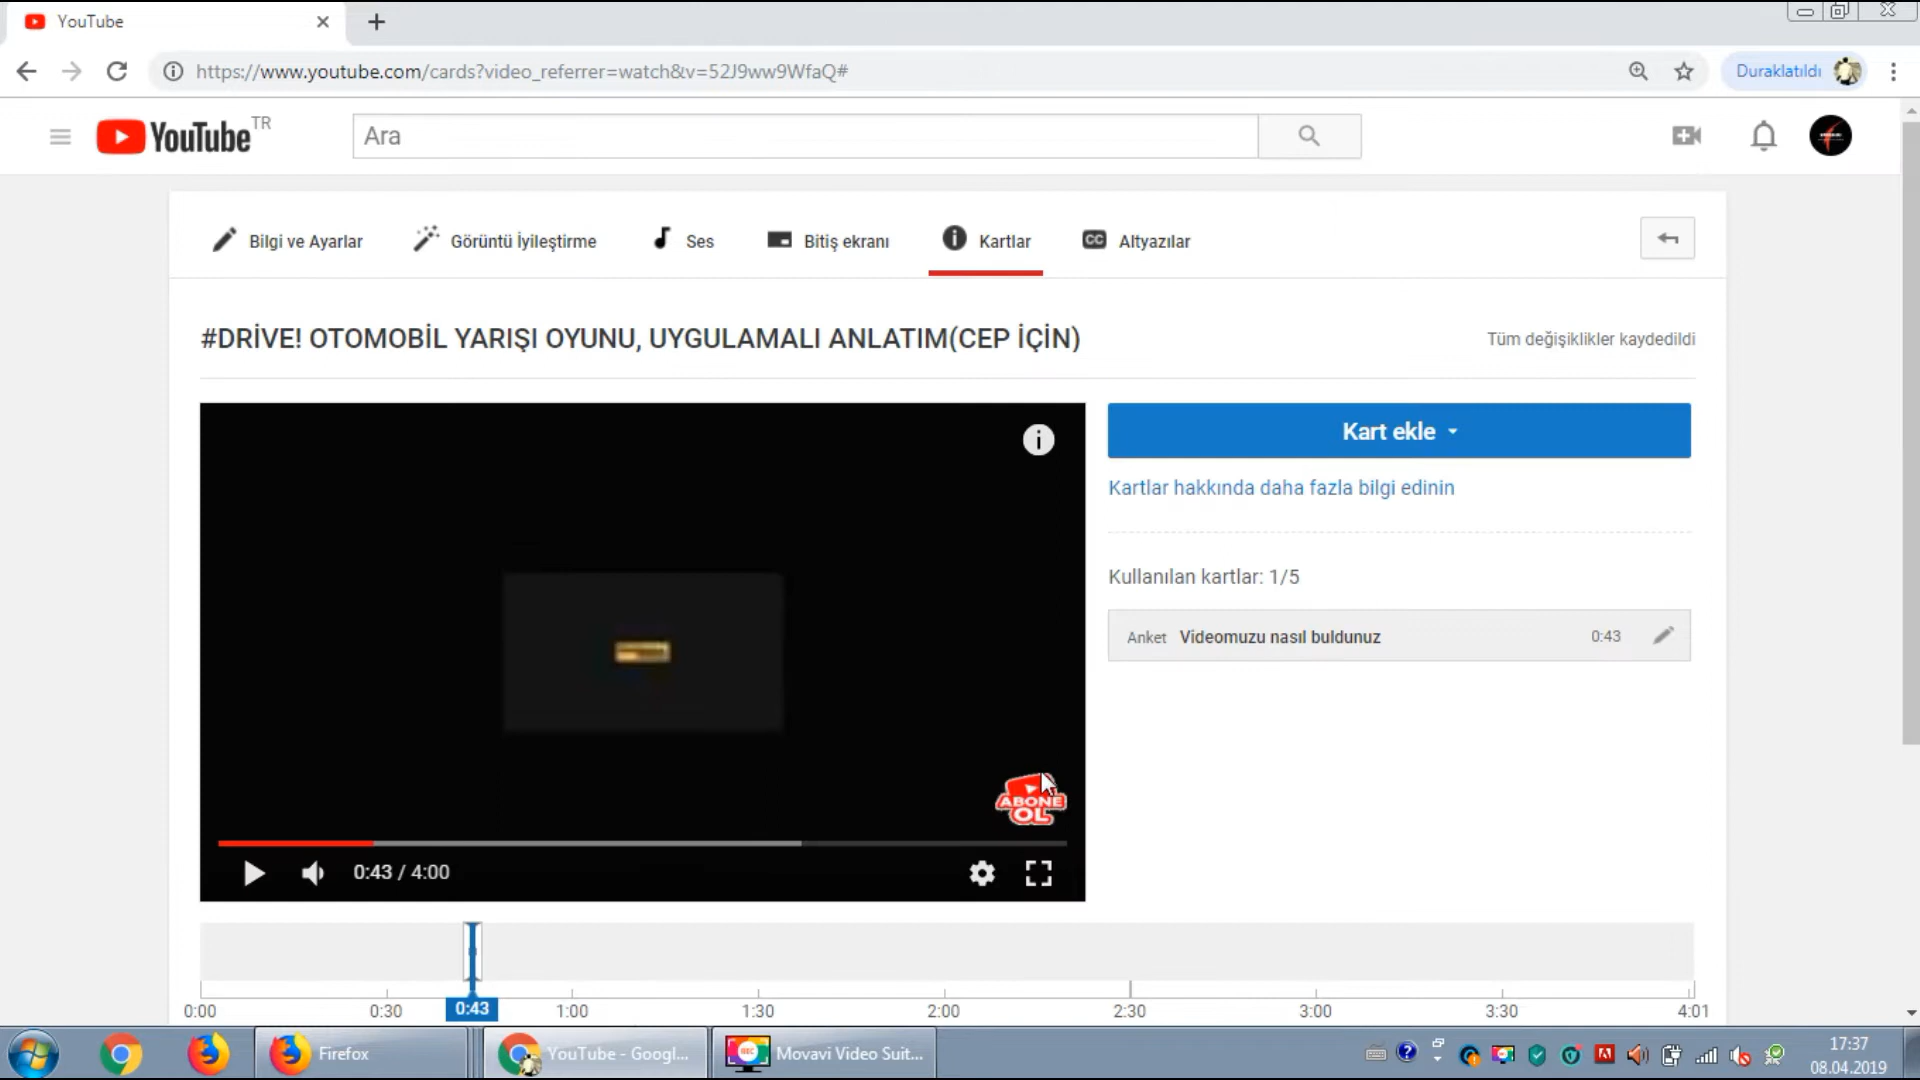 YouTube
https://www.youtube.com/cards?video_referrer=watch&v=52J9ww9WfaQ#
Duraklatıldı
YouTube TR
Ara
Bilgi ve Ayarlar
Görüntü İyileştirme
Ses
Bitiş ekranı
Kartlar
CC Altyazılar
#DRİVE! OTOMOBİL YARIŞI OYUNU, UYGULAMALI ANLATIM(CEP İÇİN)
Tüm değişiklikler kaydedildi
Kart ekle
Kartlar hakkında daha fazla bilgi edinin
Kullanılan kartlar: 1/5
Anket Videomuzu nasıl buldunuz 0:43
ABONE
OL
0:43 / 4:00
0:00 0:30 0:43 1:00 1:30 2:00 2:30 3:00 3:30 4:01
Firefox
YouTube - Googl...
REC
Movavi Video Suit...
17:37
08.04.2019